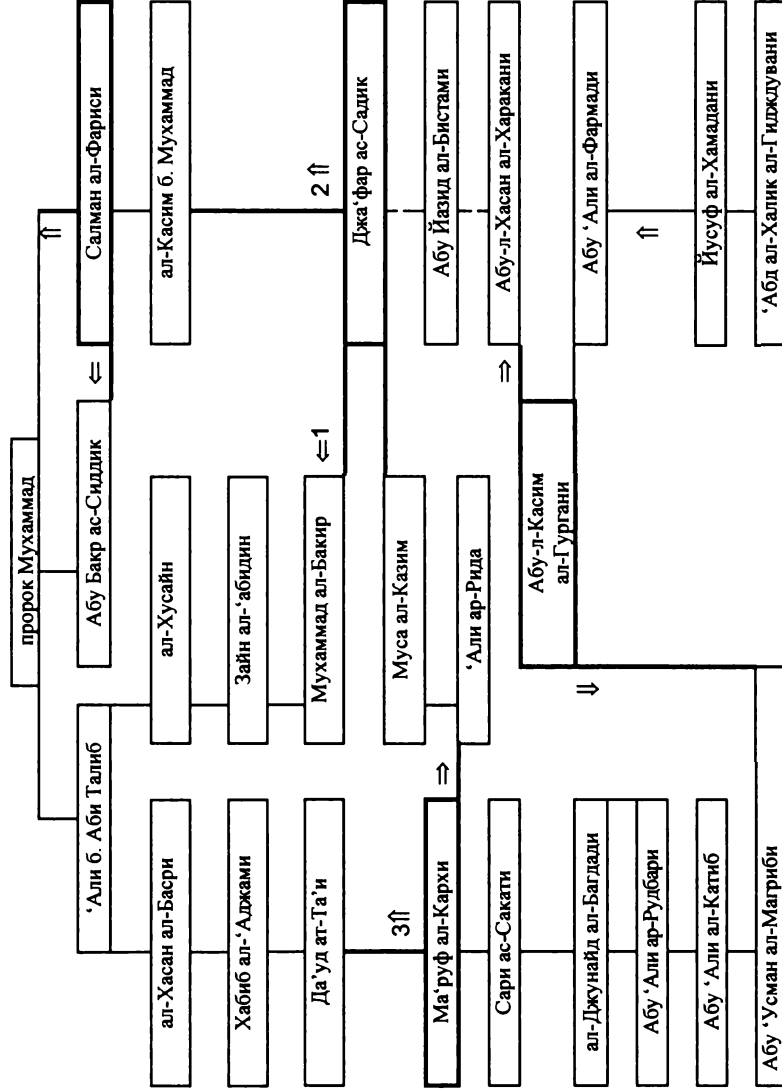 пророк Мухаммад
‘Али б. Аби Талиб
Абу Бакр ас-Сиддик
⇐
⇑
Салман ал-Фариси
ал-Хасан ал-Басри
ал-Хусайн
ал-Касим б. Мухаммад
Хабиб ал-‘Аджами
Зайн ал-‘абидин
Да’уд ат-Та’и
Мухаммад ал-Бакир
⇐1
2⇑
Джа‘фар ас-Садик
3⇑
Ма‘руф ал-Кархи
⇒
Муса ал-Казим
Абу Йазид ал-Бистами
Сари ас-Сакати
‘Али ар-Рида
⇒
Абу-л-Хасан ал-Харакани
ал-Джунайд ал-Багдади
⇓
Абу-л-Касим
ал-Гургани
Абу ‘Али ал-Фармади
Абу ‘Али ар-Рудбари
⇑
Абу ‘Али ал-Катиб
Йусуф ал-Хамадани
Абу ‘Усман ал-Магриби
‘Абд ал-Халик ал-Гидждувани